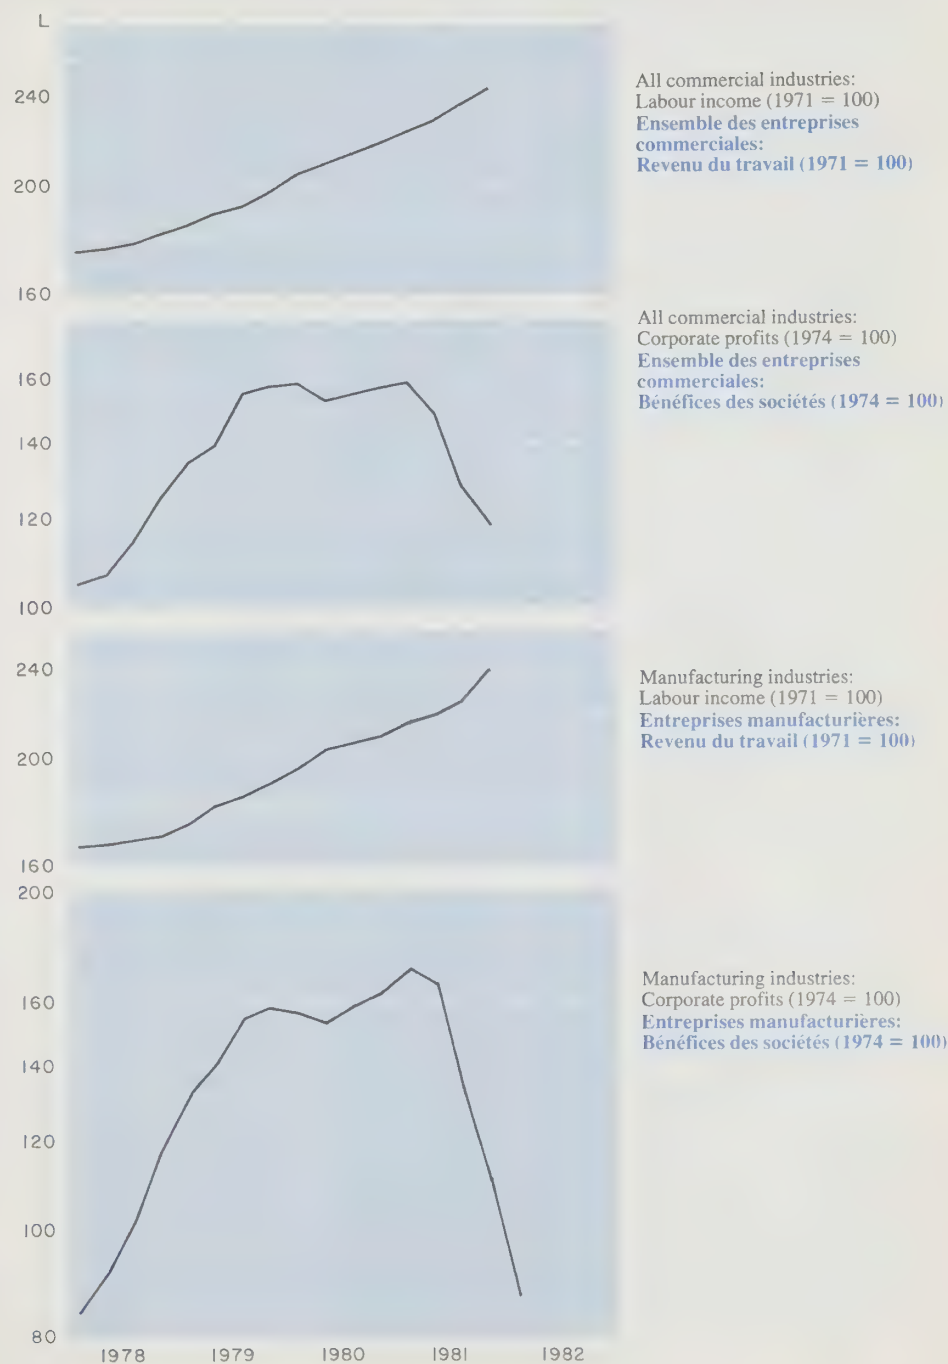 L
240
200
160
All commercial industries:
Labour income (1971 = 100)
Ensemble des entreprises
commerciales:
Revenu du travail (1971 = 100)
160
140
120
100
All commercial industries:
Corporate profits (1974 = 100)
Ensemble des entreprises
commerciales:
Bénéfices des sociétés (1974 = 100)
240
200
160
Manufacturing industries:
Labour income (1971 = 100)
Entreprises manufacturières:
Revenu du travail (1971 = 100)
200
160
140
120
100
80
Manufacturing industries:
Corporate profits (1974 = 100)
Entreprises manufacturières:
Bénéfices des sociétés (1974 = 100)
1978 1979 1980 1981 1982